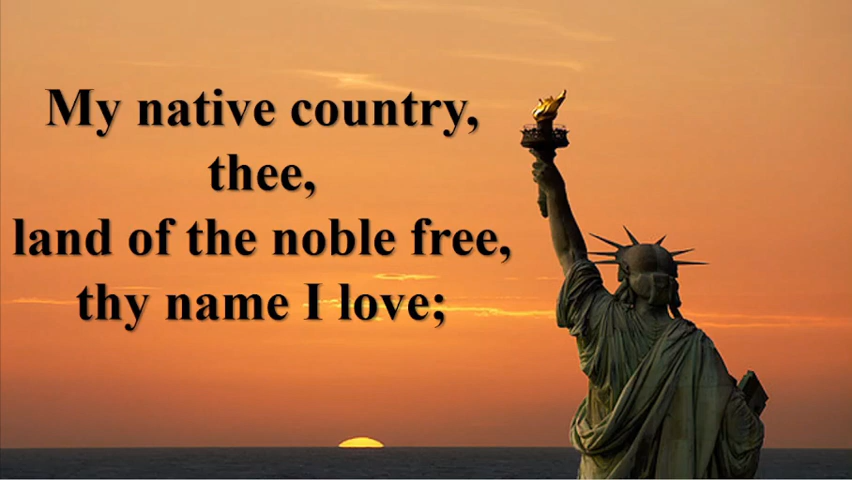 My native country,
thee,
land of the noble free,
thy name I love;